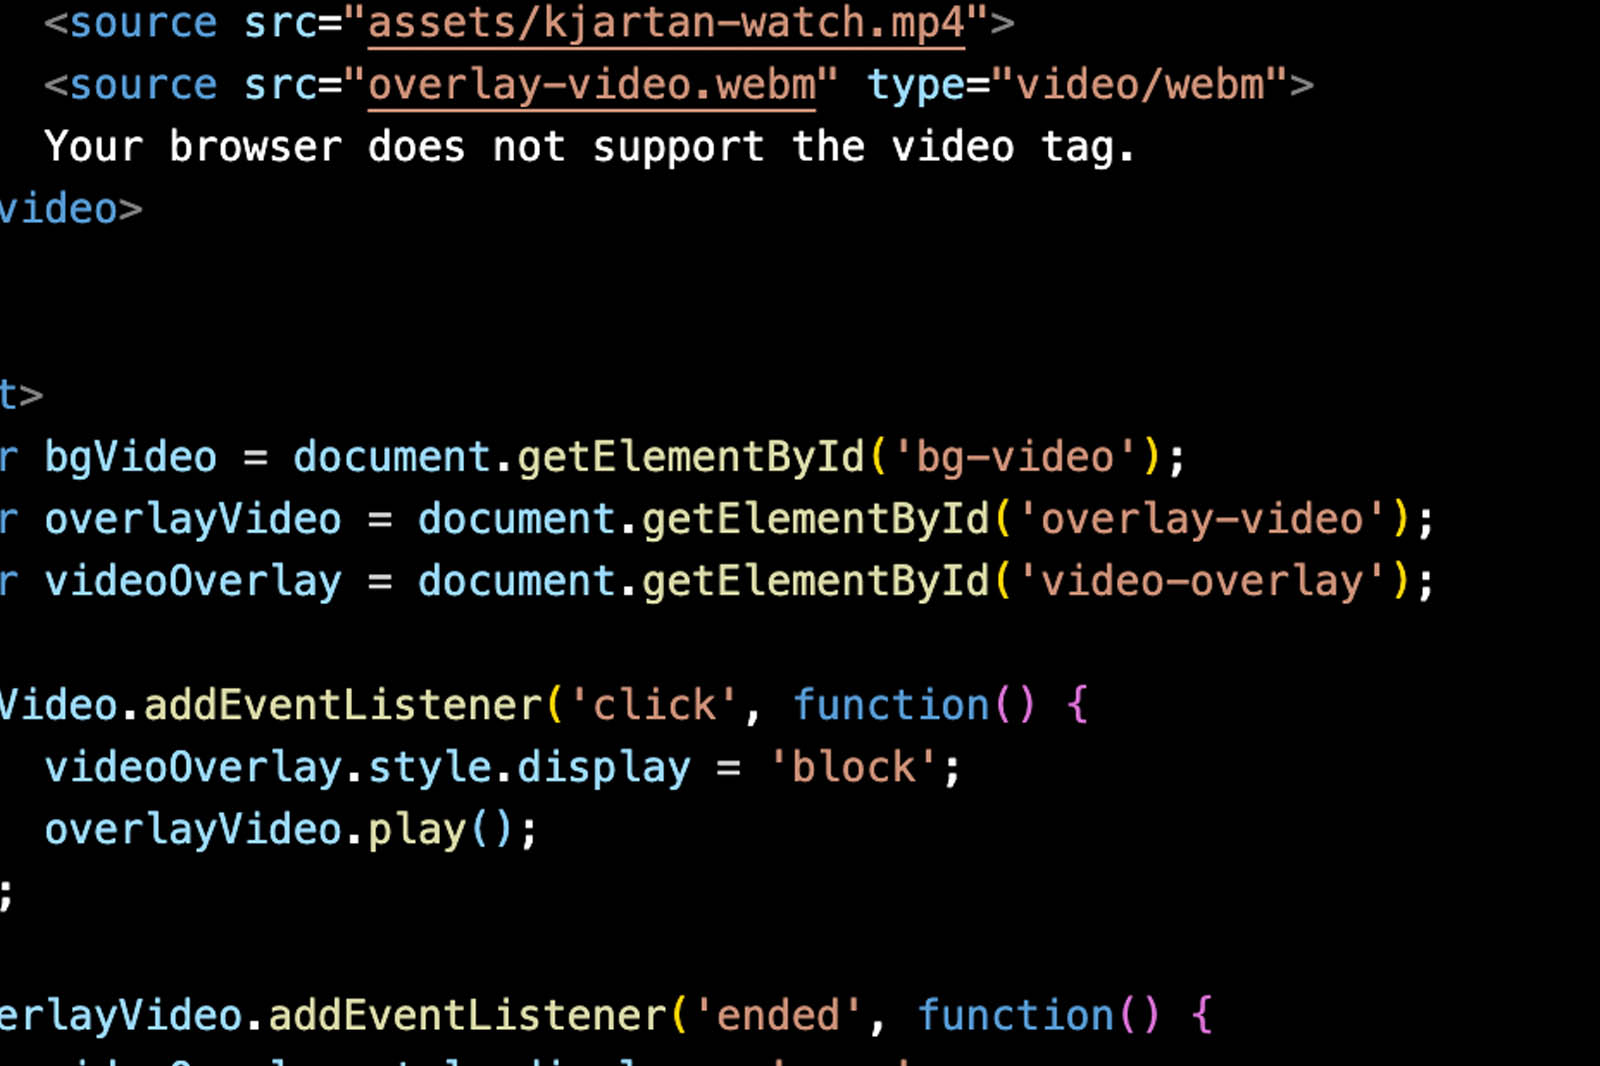 <source src="assets/kjartan-watch.mp4">
<source src="overlay-video.webm" type="video/webm">
Your browser does not support the video tag.
video>
t>
r bgVideo = document.getElementById('bg-video');
r overlayVideo = document.getElementById('overlay-video');
r videoOverlay = document.getElementById('video-overlay');
Video.addEventListener('click', function() {
videoOverlay.style.display = 'block';
overlayVideo.play();
;
erlayVideo.addEventListener('ended', function() {